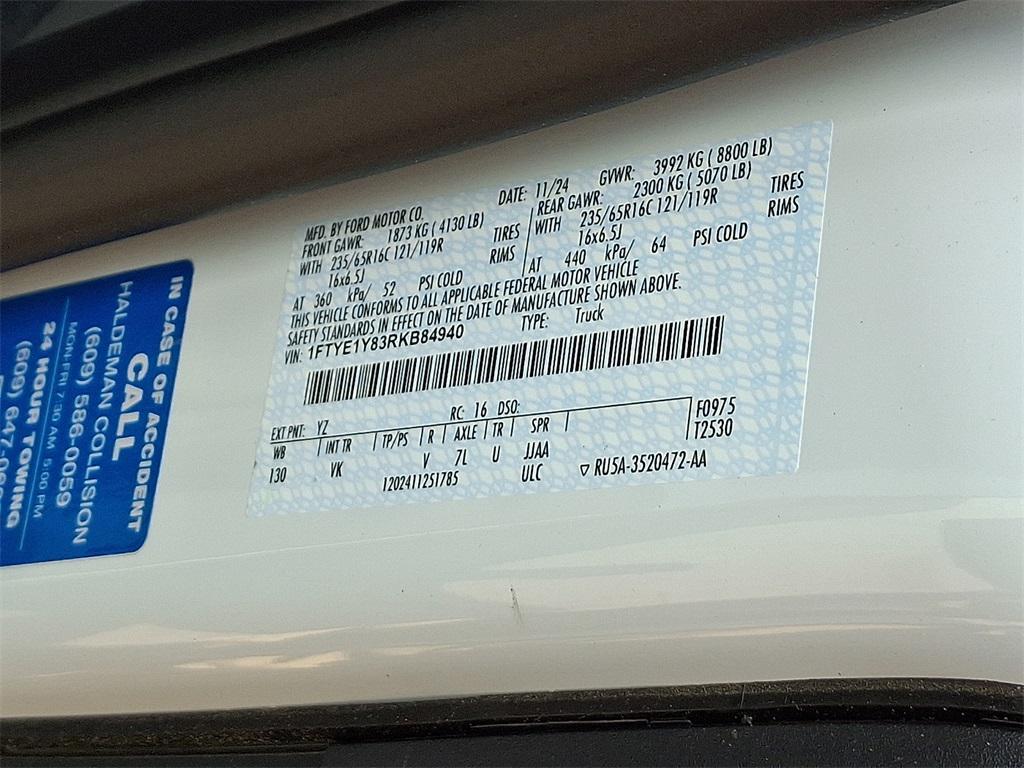 MFD. BY FORD MOTOR CO.
DATE: 11/24
GVWR: 3992 KG ( 8800 LB)
FRONT GAWR: 1873 KG ( 4130 LB)
REAR GAWR: 2300 KG ( 5070 LB)
WITH 235/65R16C 121/119R TIRES
WITH 235/65R16C 121/119R TIRES
16x6.5J RIMS
16x6.5J RIMS
AT 360 kPa/ 52 PSI COLD
AT 440 kPa/ 64 PSI COLD
THIS VEHICLE CONFORMS TO ALL APPLICABLE FEDERAL MOTOR VEHICLE
SAFETY STANDARDS IN EFFECT ON THE DATE OF MANUFACTURE SHOWN ABOVE.
VIN: 1FTYE1Y83RKB84940
TYPE: Truck
EXT PNT: YZ RC: 16 DSO:
WB INT TR TP/PS R AXLE TR SPR
130 VK V 7L U JJAA
1202411251785 ULC
F0975
T2530
RU5A-3520472-AA
IN CASE OF ACCIDENT
CALL
HALDEMAN COLLISION
(609) 586-0059
MON-FRI 7:30 AM 5:00 PM
24 HOUR TOWING
(609) 647-0